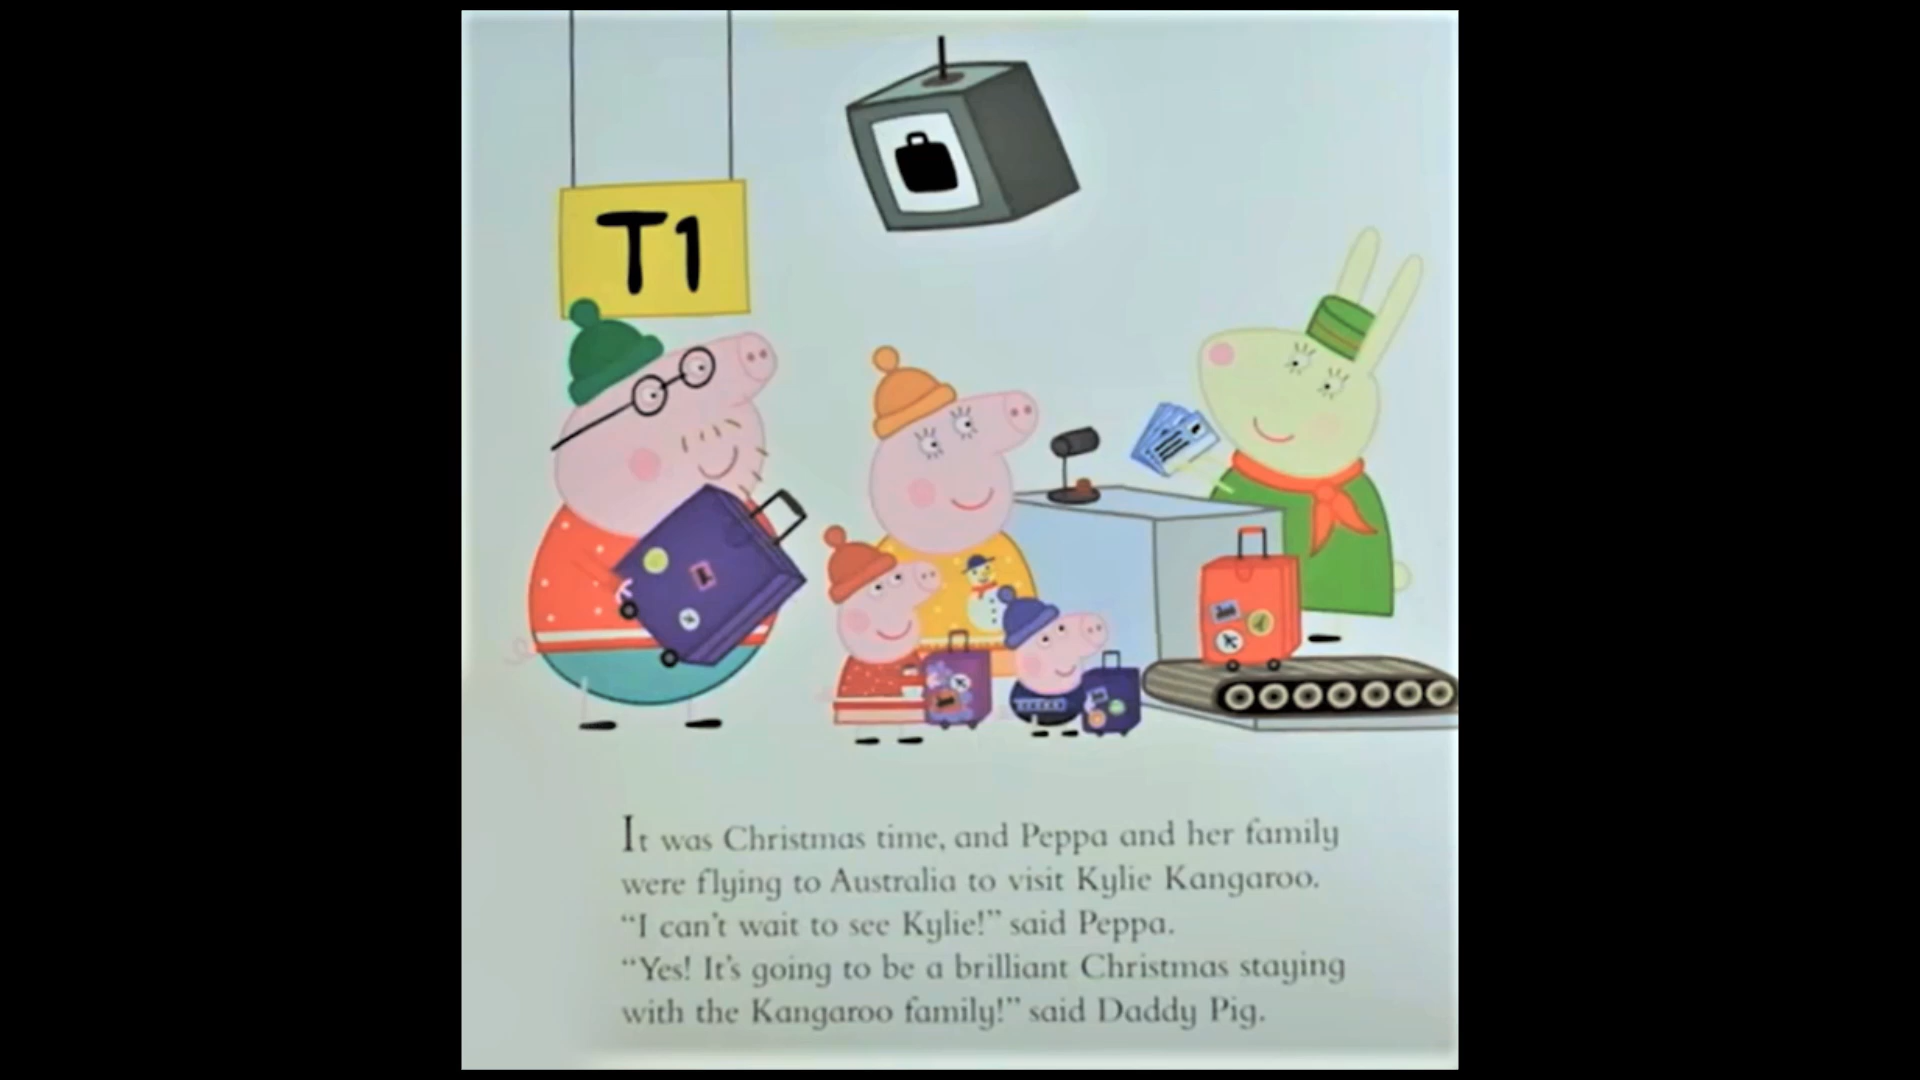 T1
It was Christmas time, and Peppa and her family
were flying to Australia to visit Kylie Kangaroo.
“I can’t wait to see Kylie!” said Peppa.
“Yes! It’s going to be a brilliant Christmas staying
with the Kangaroo family!” said Daddy Pig.